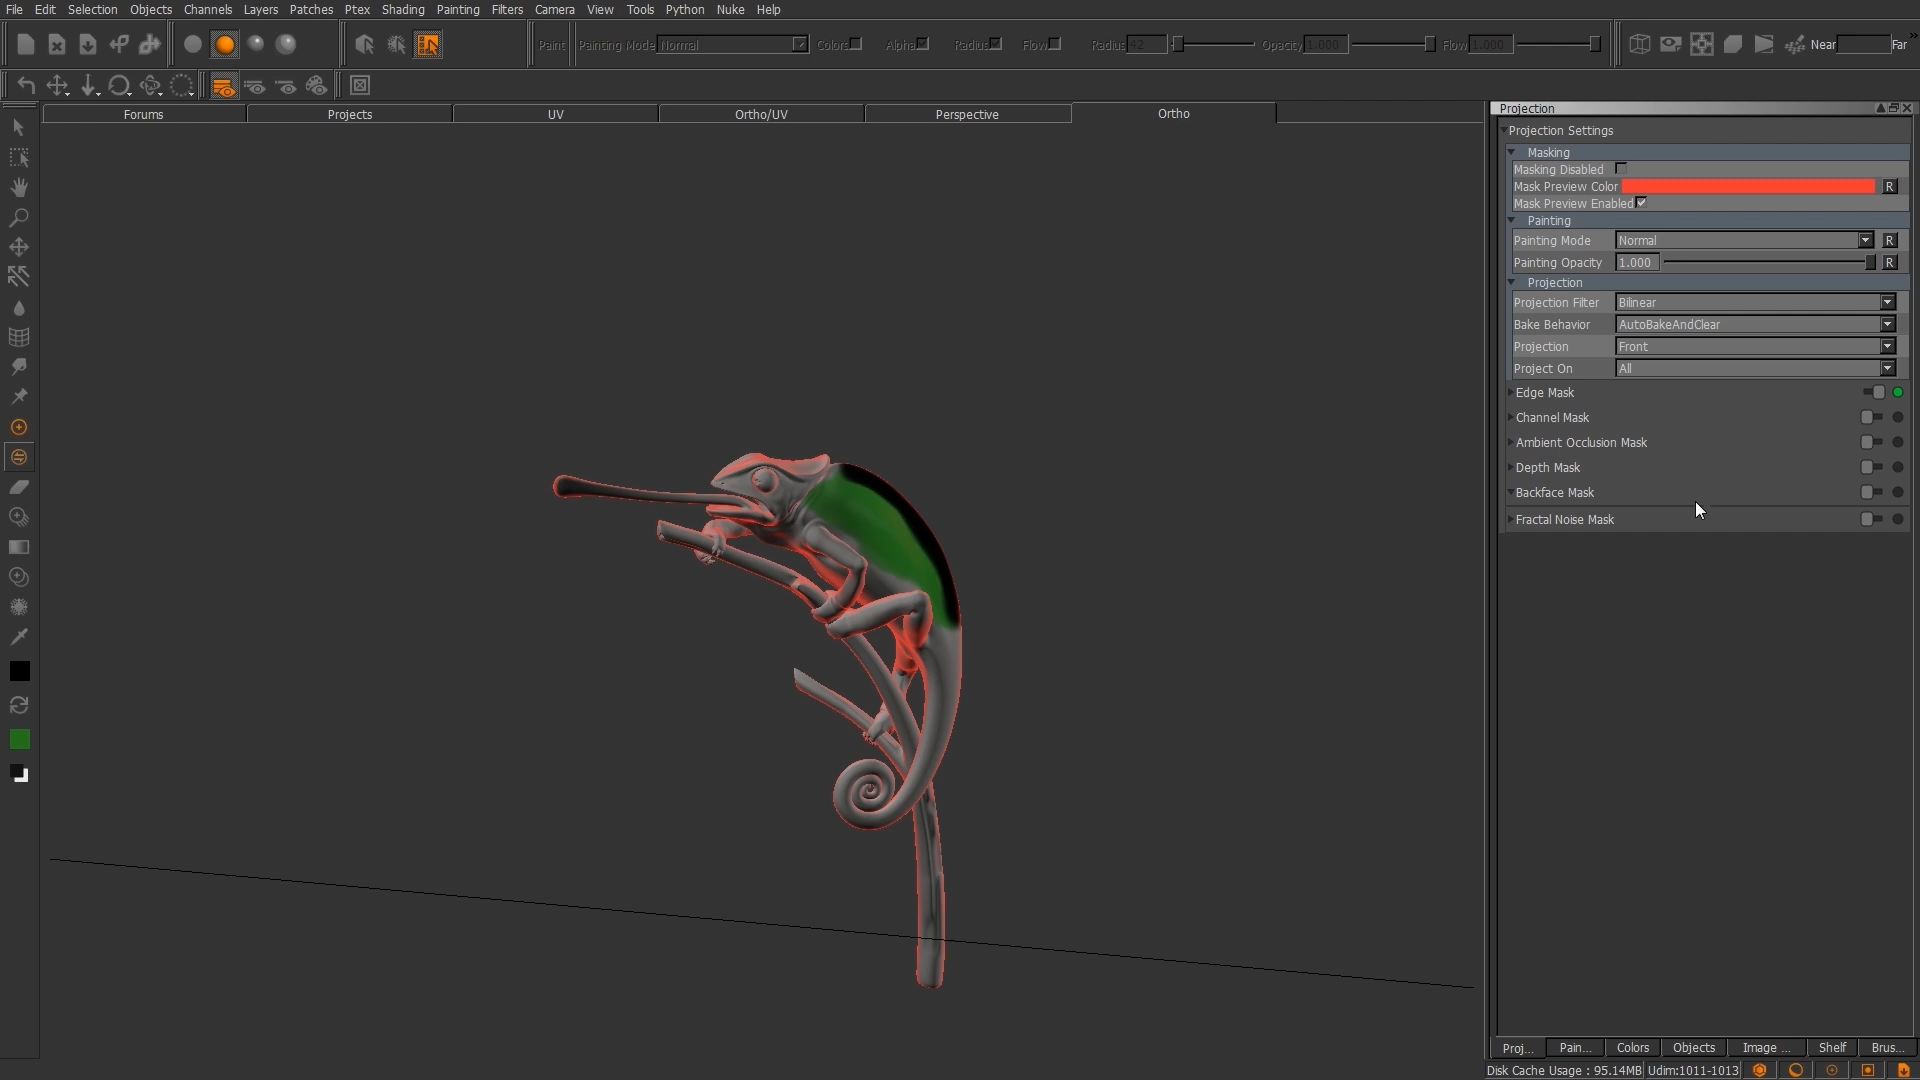 File Edit Selection Objects Channels Layers Patches Ptex Shading Painting Filters Camera View Tools Python Nuke Help
Paint Painting Mode Normal Color Alpha Radius Flow Radius 42 Opacity 1.000 Flow 1.000 Near Far »
Forums Projects UV Ortho/UV Perspective Ortho
Projection
Projection Settings
Masking
Masking Disabled
Mask Preview Color R
Mask Preview Enabled
Painting
Painting Mode Normal R
Painting Opacity 1.000 R
Projection
Projection Filter Bilinear
Bake Behavior AutoBakeAndClear
Projection Front
Project On All
Edge Mask
Channel Mask
Ambient Occlusion Mask
Depth Mask
Backface Mask
Fractal Noise Mask
Proj... Pain... Colors Objects Image ... Shelf Brus...
Disk Cache Usage : 95.14MB Udim:1011-1013